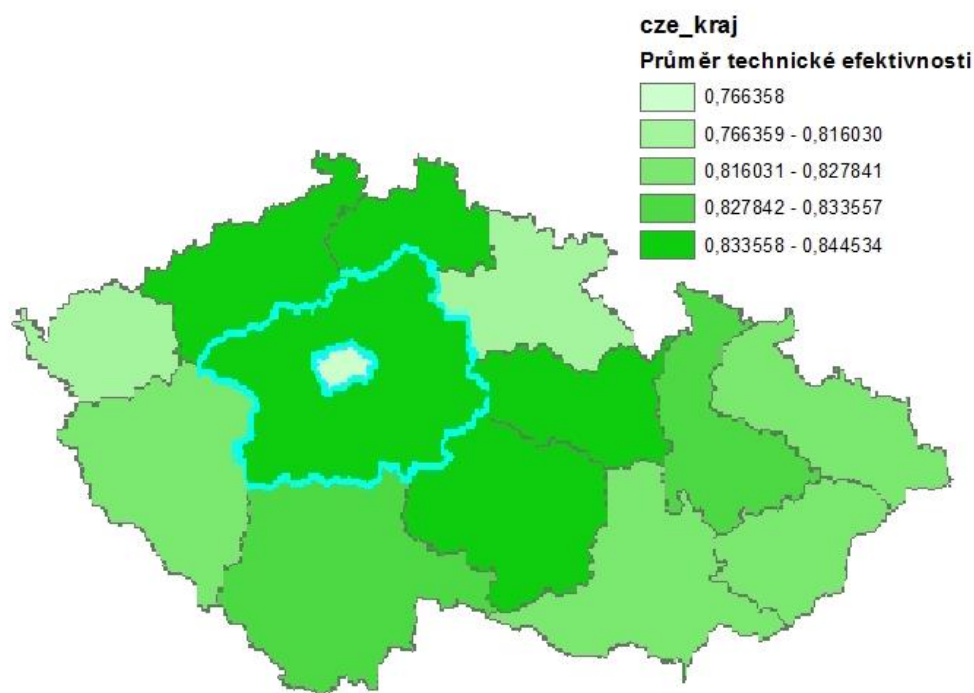 cze_kraj
Průměr technické efektivnosti
0,766358
0,766359 - 0,816030
0,816031 - 0,827841
0,827842 - 0,833557
0,833558 - 0,844534